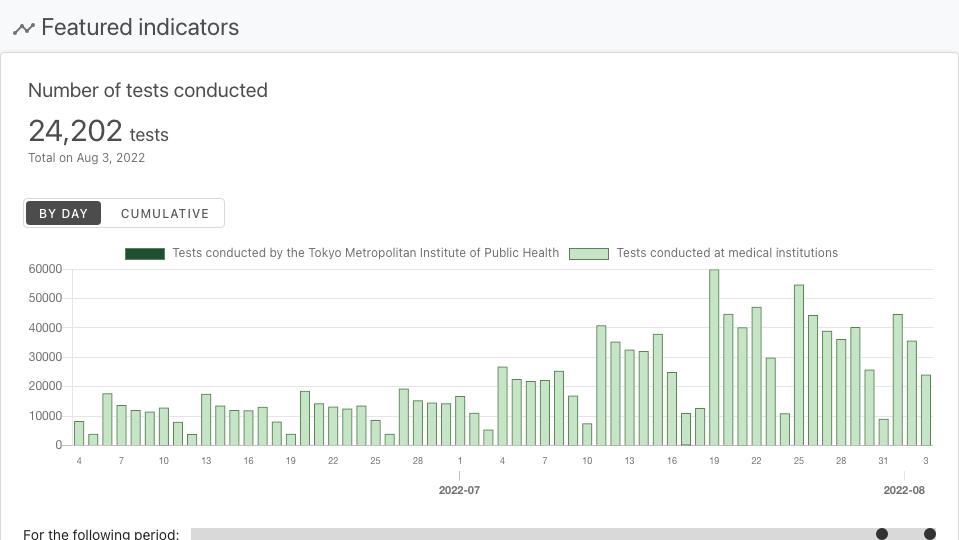 Featured indicators
Number of tests conducted
24,202 tests
Total on Aug 3, 2022
BY DAY CUMULATIVE
Tests conducted by the Tokyo Metropolitan Institute of Public Health Tests conducted at medical institutions
60000
50000
40000
30000
20000
10000
0
4 7 10 13 16 19 22 25 28 1 4 7 10 13 16 19 22 25 28 31 3
2022-07 2022-08
For the following period: